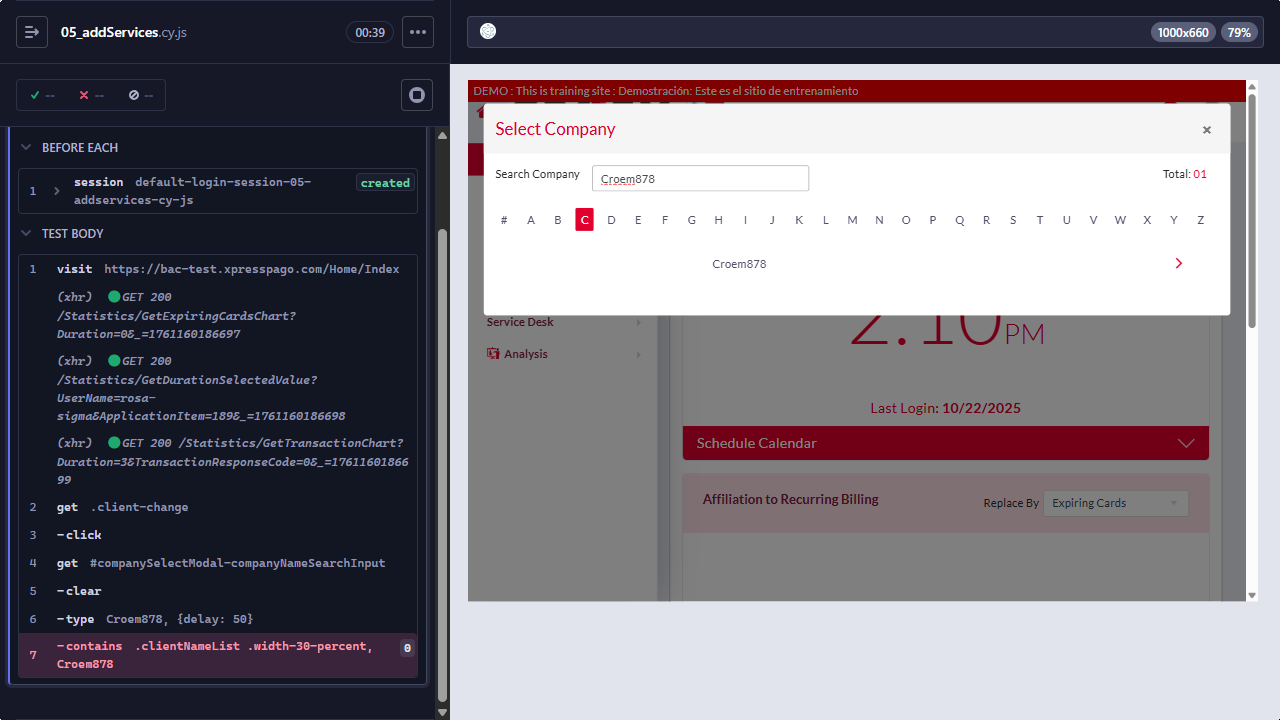 05_addServices.cy.js
00:39
1000x660
79%
--
--
--
BEFORE EACH
1 session default-login-session-05-
addservices-cy-js
created
TEST BODY
1 visit https://bac-test.xpresspago.com/Home/Index
(xhr) GET 200
/Statistics/GetExpiringCardsChart?
Duration=0&_=1761160186697
(xhr) GET 200
/Statistics/GetDurationSelectedValue?
UserName=rosa-
sigma&ApplicationItem=189&_=1761160186698
(xhr) GET 200 /Statistics/GetTransactionChart?
Duration=3&TransactionResponseCode=0&_=17611601866
99
2 get .client-change
3 -click
4 get #companySelectModal-companyNameSearchInput
5 -clear
6 -type Croem878, {delay: 50}
7 -contains .clientNameList .width-30-percent,
Croem878
0
DEMO : This is training site : Demostración: Este es el sitio de entrenamiento
Select Company
×
Search Company Croem878 Total: 01
# A B C D E F G H I J K L M N O P Q R S T U V W X Y Z
Croem878
Service Desk
Analysis
2:10PM
Last Login: 10/22/2025
Schedule Calendar
Affiliation to Recurring Billing
Replace By Expiring Cards